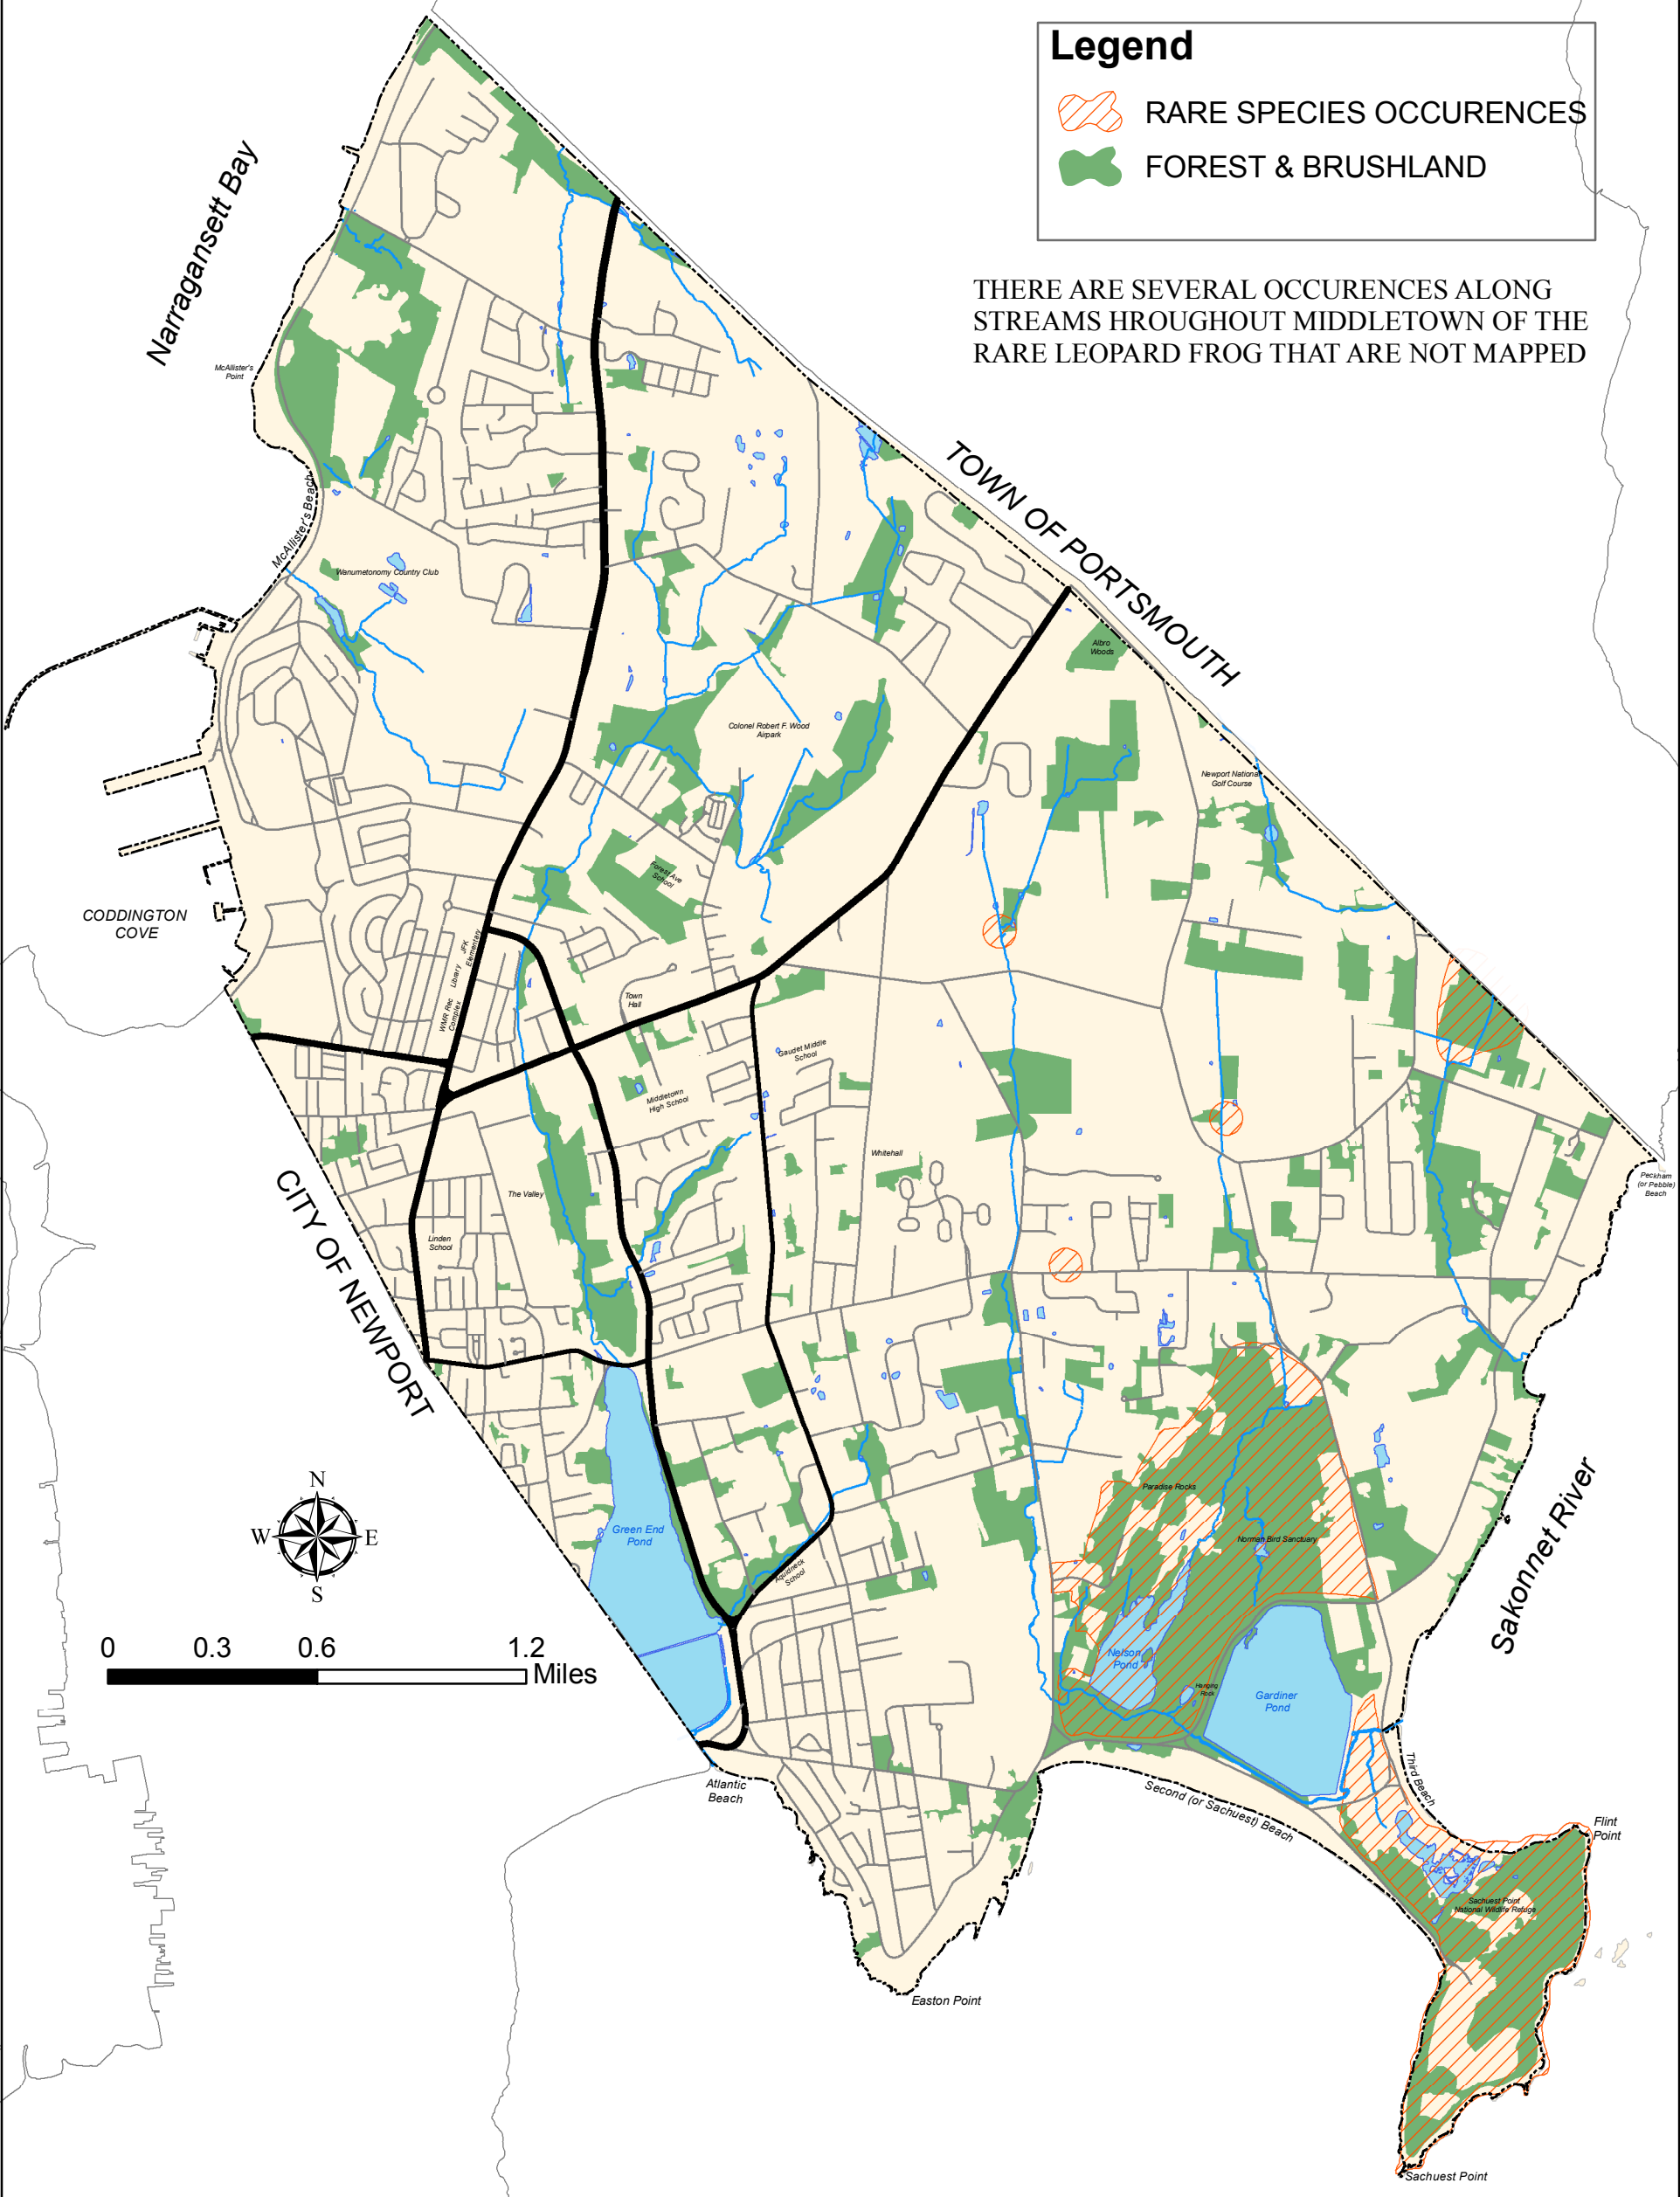 Legend
RARE SPECIES OCCURENCES
FOREST & BRUSHLAND
THERE ARE SEVERAL OCCURENCES ALONG
STREAMS HROUGHOUT MIDDLETOWN OF THE
RARE LEOPARD FROG THAT ARE NOT MAPPED
Narragansett Bay
McAllister's
Point
TOWN OF PORTSMOUTH
McAllister's Beach
Wanumetonomy Country Club
Albro
Woods
Colonel Robert F. Wood
Airpark
Newport National
Golf Course
Forest Ave
School
CODDINGTON
COVE
JFK
Elementary
Library
WMR Rec
Complex
Town
Hall
Gaudet Middle
School
Middletown
High School
Whitehall
Peckham
(or Pebble)
Beach
The Valley
Linden
School
CITY OF NEWPORT
Paradise Rocks
Norman Bird Sanctuary
Green End
Pond
Aquidneck
School
Sakonnet River
N
W
E
S
0
0.3
0.6
1.2
Miles
Nelson
Pond
Hanging
Rock
Gardiner
Pond
Atlantic
Beach
Second (or Sachuest) Beach
Third Beach
Flint
Point
Sachuest Point
National Wildlife Refuge
Easton Point
Sachuest Point